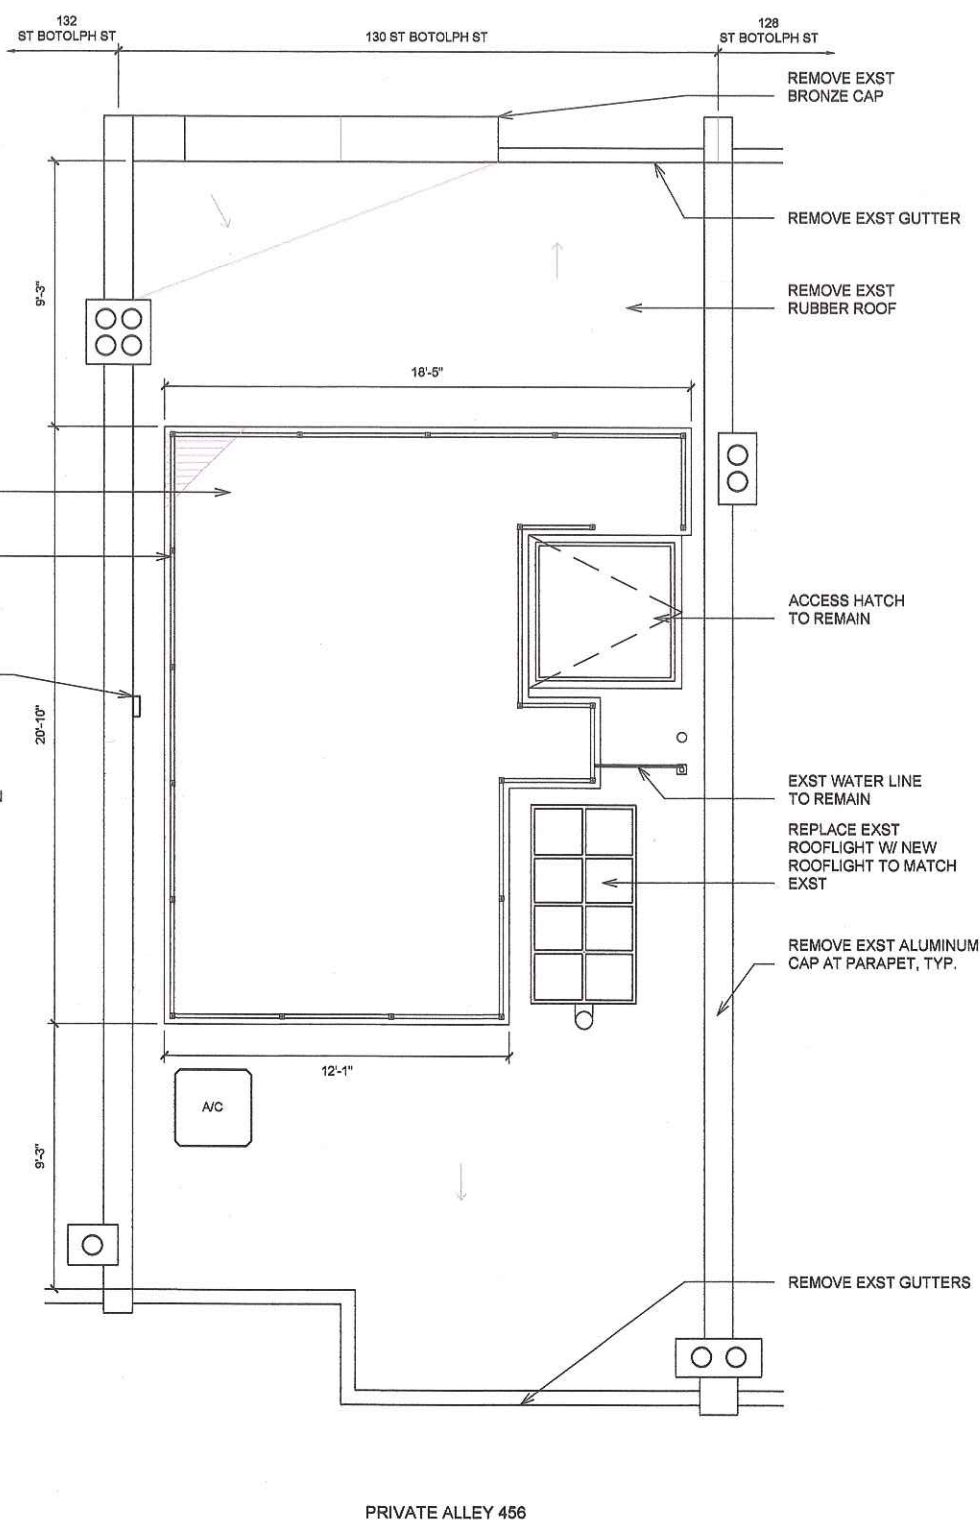 132
ST BOTOLPH ST
130 ST BOTOLPH ST
128
ST BOTOLPH ST
REMOVE EXST
BRONZE CAP
REMOVE EXST GUTTER
REMOVE EXST
RUBBER ROOF
9'-3"
18'-5"
ACCESS HATCH
TO REMAIN
20'-10"
EXST WATER LINE
TO REMAIN
REPLACE EXST
ROOFLIGHT W/ NEW
ROOFLIGHT TO MATCH
EXST
REMOVE EXST ALUMINUM
CAP AT PARAPET, TYP.
12'-1"
A/C
9'-3"
REMOVE EXST GUTTERS
PRIVATE ALLEY 456